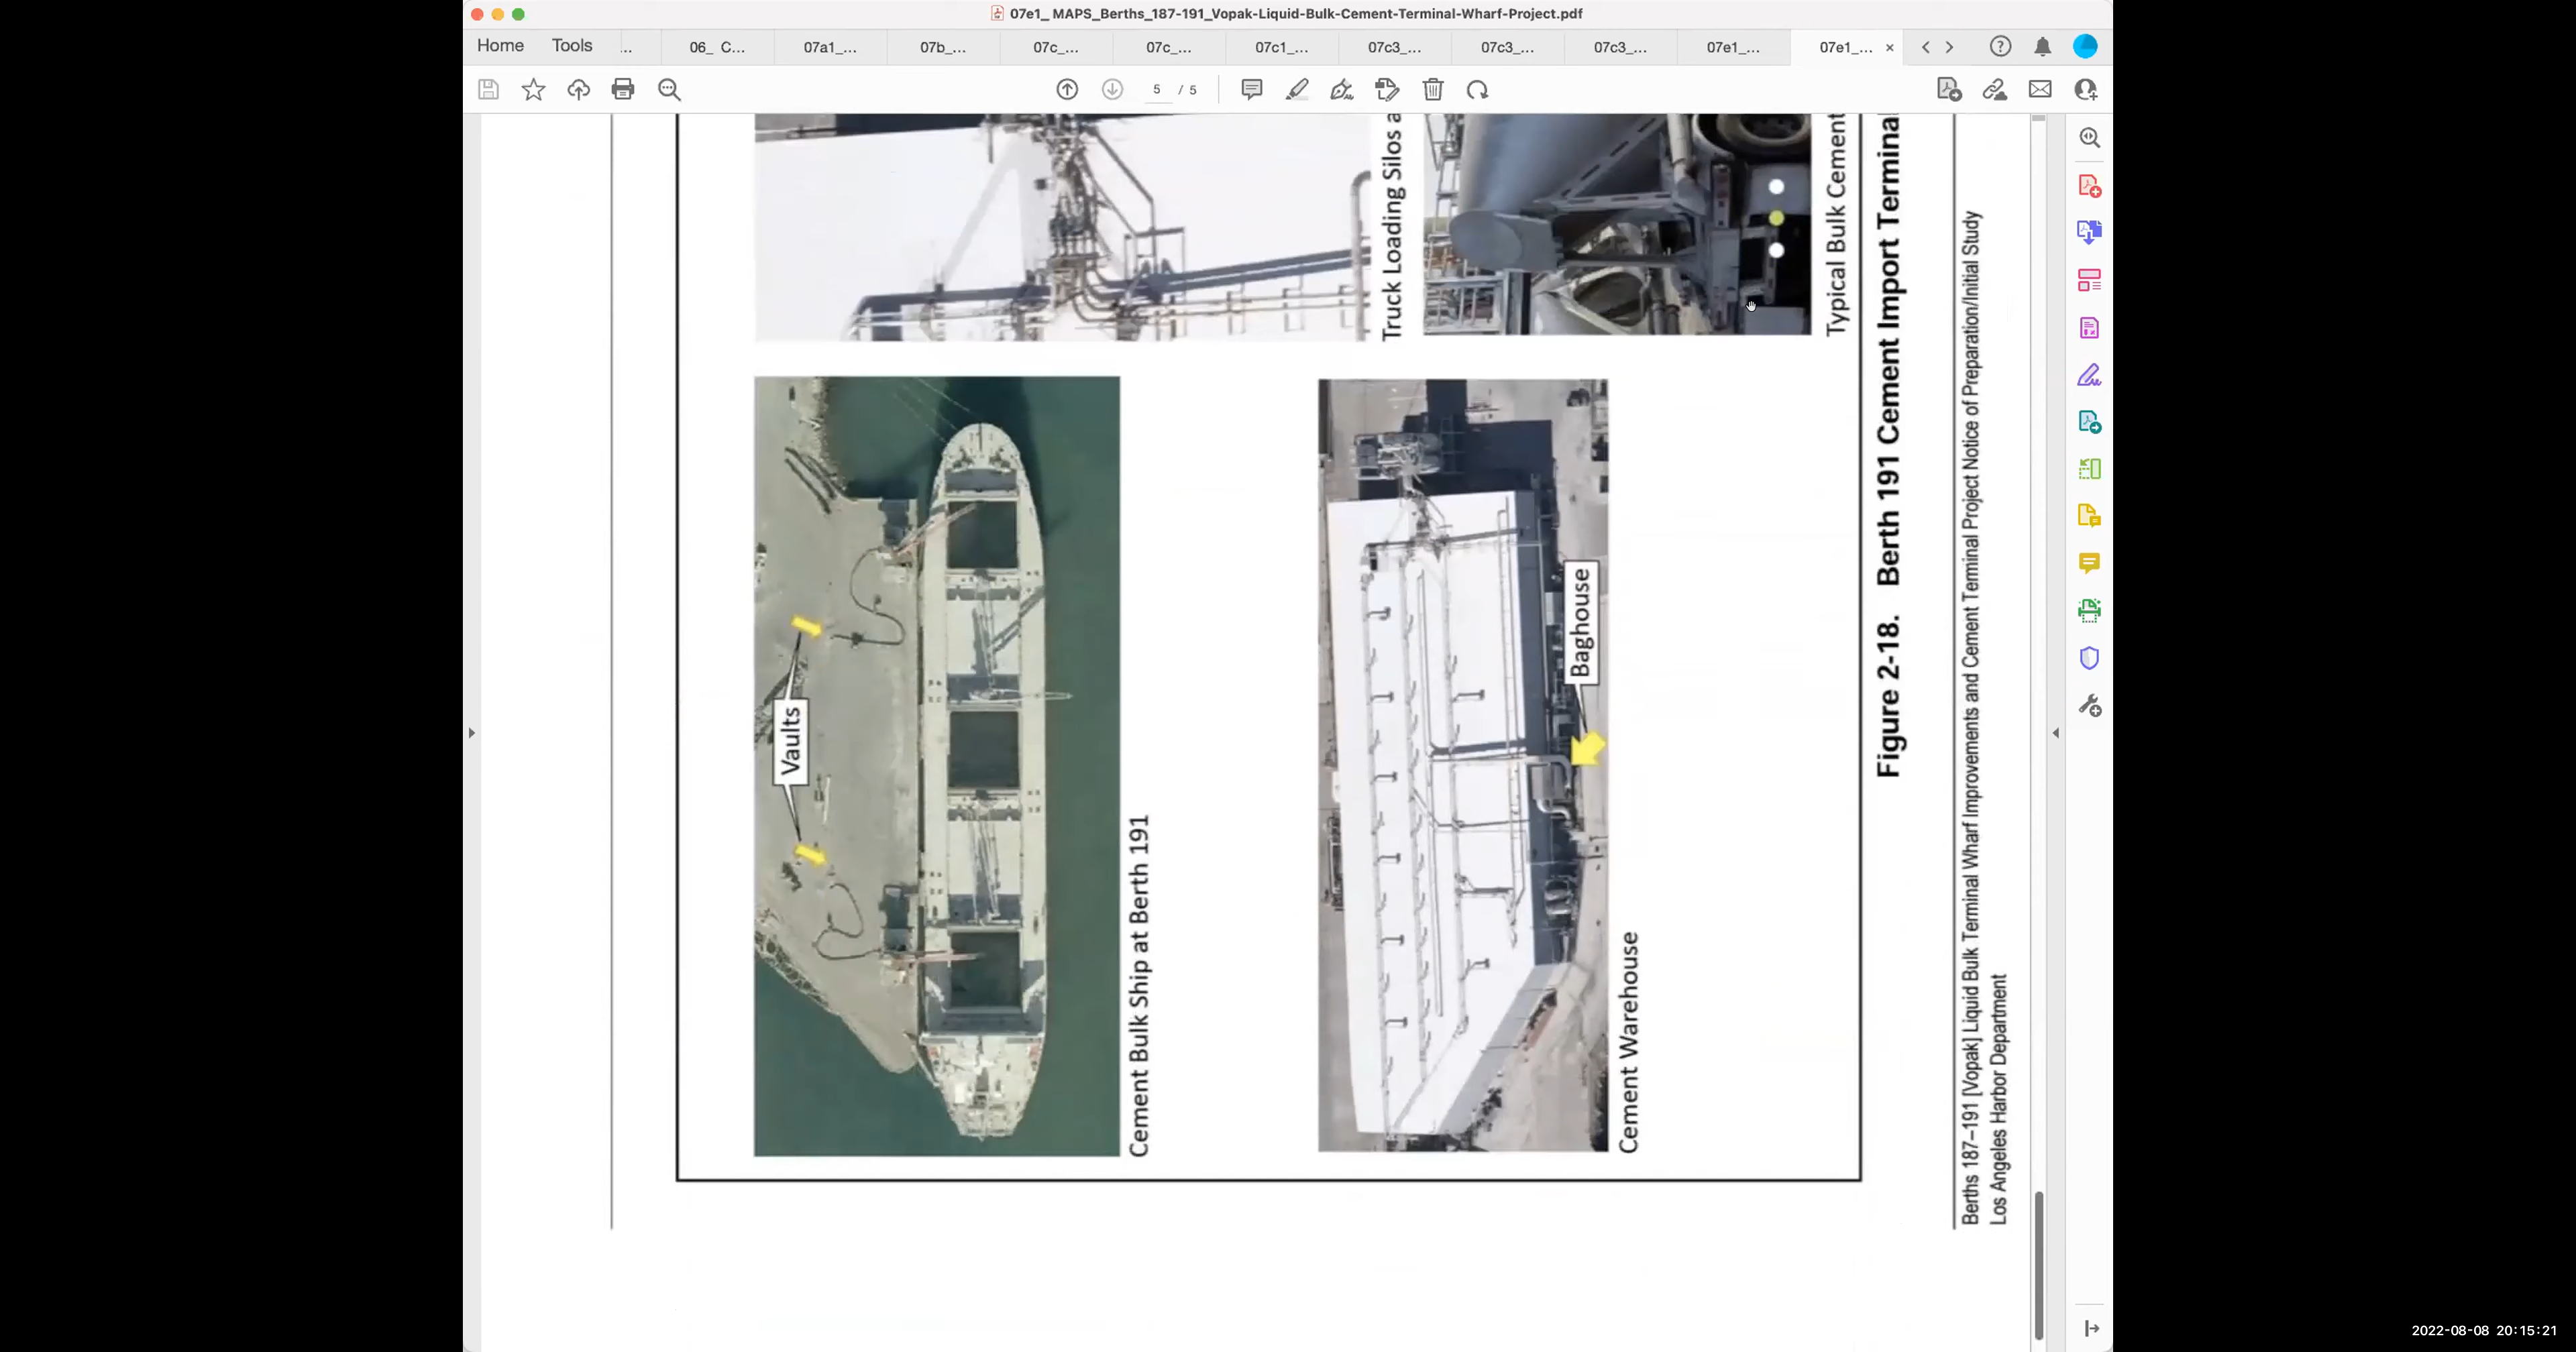 07e1_ MAPS_Berths_187-191_Vopak-Liquid-Bulk-Cement-Terminal-Wharf-Project.pdf
Home Tools ... 06_ C... 07a1_... 07b_... 07c_... 07c_... 07c1_... 07c3_... 07c3_... 07c3_... 07e1_... 07e1_... ×
5 / 5
Truck Loading Silos a
Typical Bulk Cement
Vaults
Cement Bulk Ship at Berth 191
Baghouse
Cement Warehouse
Figure 2-18. Berth 191 Cement Import Terminal
Berths 187–191 [Vopak] Liquid Bulk Terminal Wharf Improvements and Cement Terminal Project Notice of Preparation/Initial Study
Los Angeles Harbor Department
2022-08-08 20:15:21